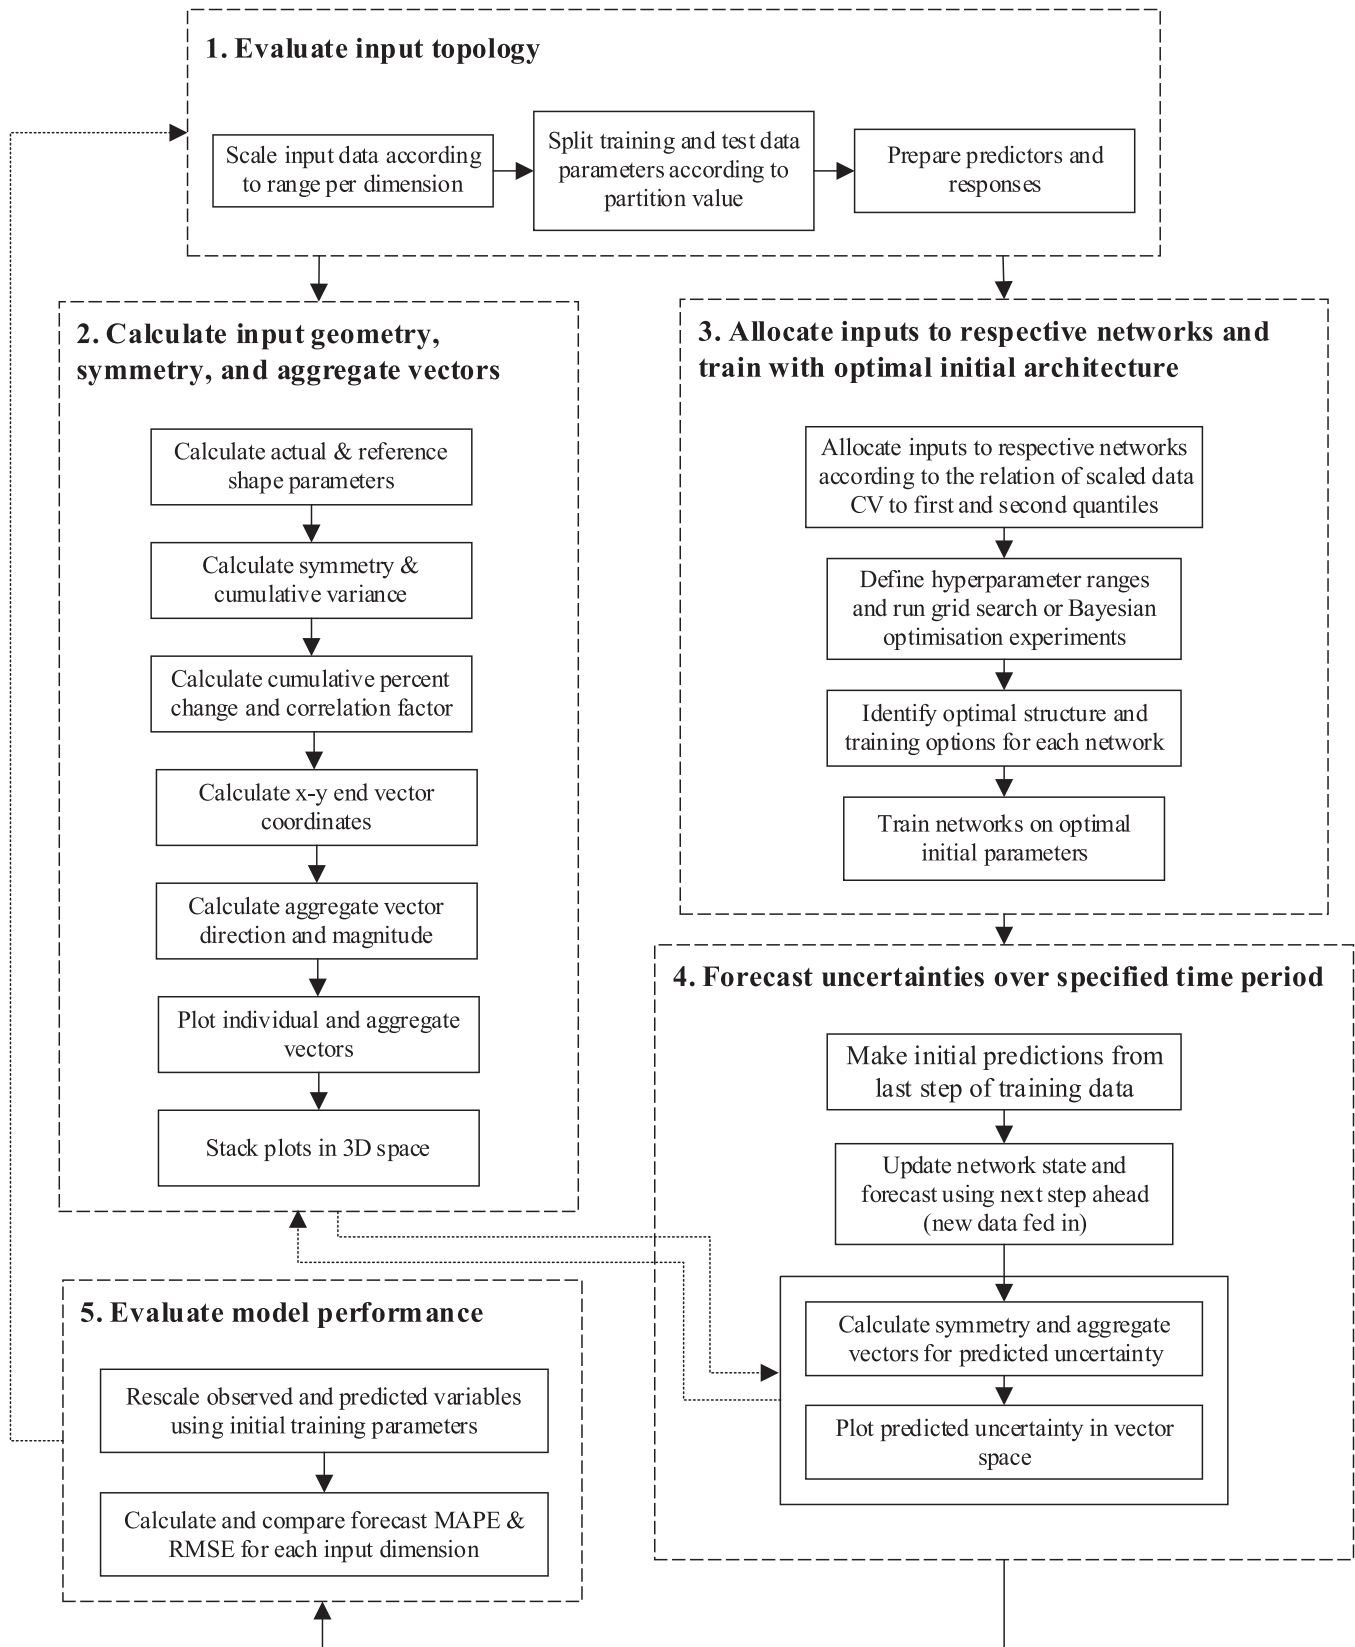 1. Evaluate input topology
Scale input data according
to range per dimension
Split training and test data
parameters according to
partition value
Prepare predictors and
responses
2. Calculate input geometry,
symmetry, and aggregate vectors
Calculate actual & reference
shape parameters
Calculate symmetry &
cumulative variance
Calculate cumulative percent
change and correlation factor
Calculate x-y end vector
coordinates
Calculate aggregate vector
direction and magnitude
Plot individual and aggregate
vectors
Stack plots in 3D space
3. Allocate inputs to respective networks and
train with optimal initial architecture
Allocate inputs to respective networks
according to the relation of scaled data
CV to first and second quantiles
Define hyperparameter ranges
and run grid search or Bayesian
optimisation experiments
Identify optimal structure and
training options for each network
Train networks on optimal
initial parameters
4. Forecast uncertainties over specified time period
Make initial predictions from
last step of training data
Update network state and
forecast using next step ahead
(new data fed in)
Calculate symmetry and aggregate
vectors for predicted uncertainty
Plot predicted uncertainty in vector
space
5. Evaluate model performance
Rescale observed and predicted variables
using initial training parameters
Calculate and compare forecast MAPE &
RMSE for each input dimension